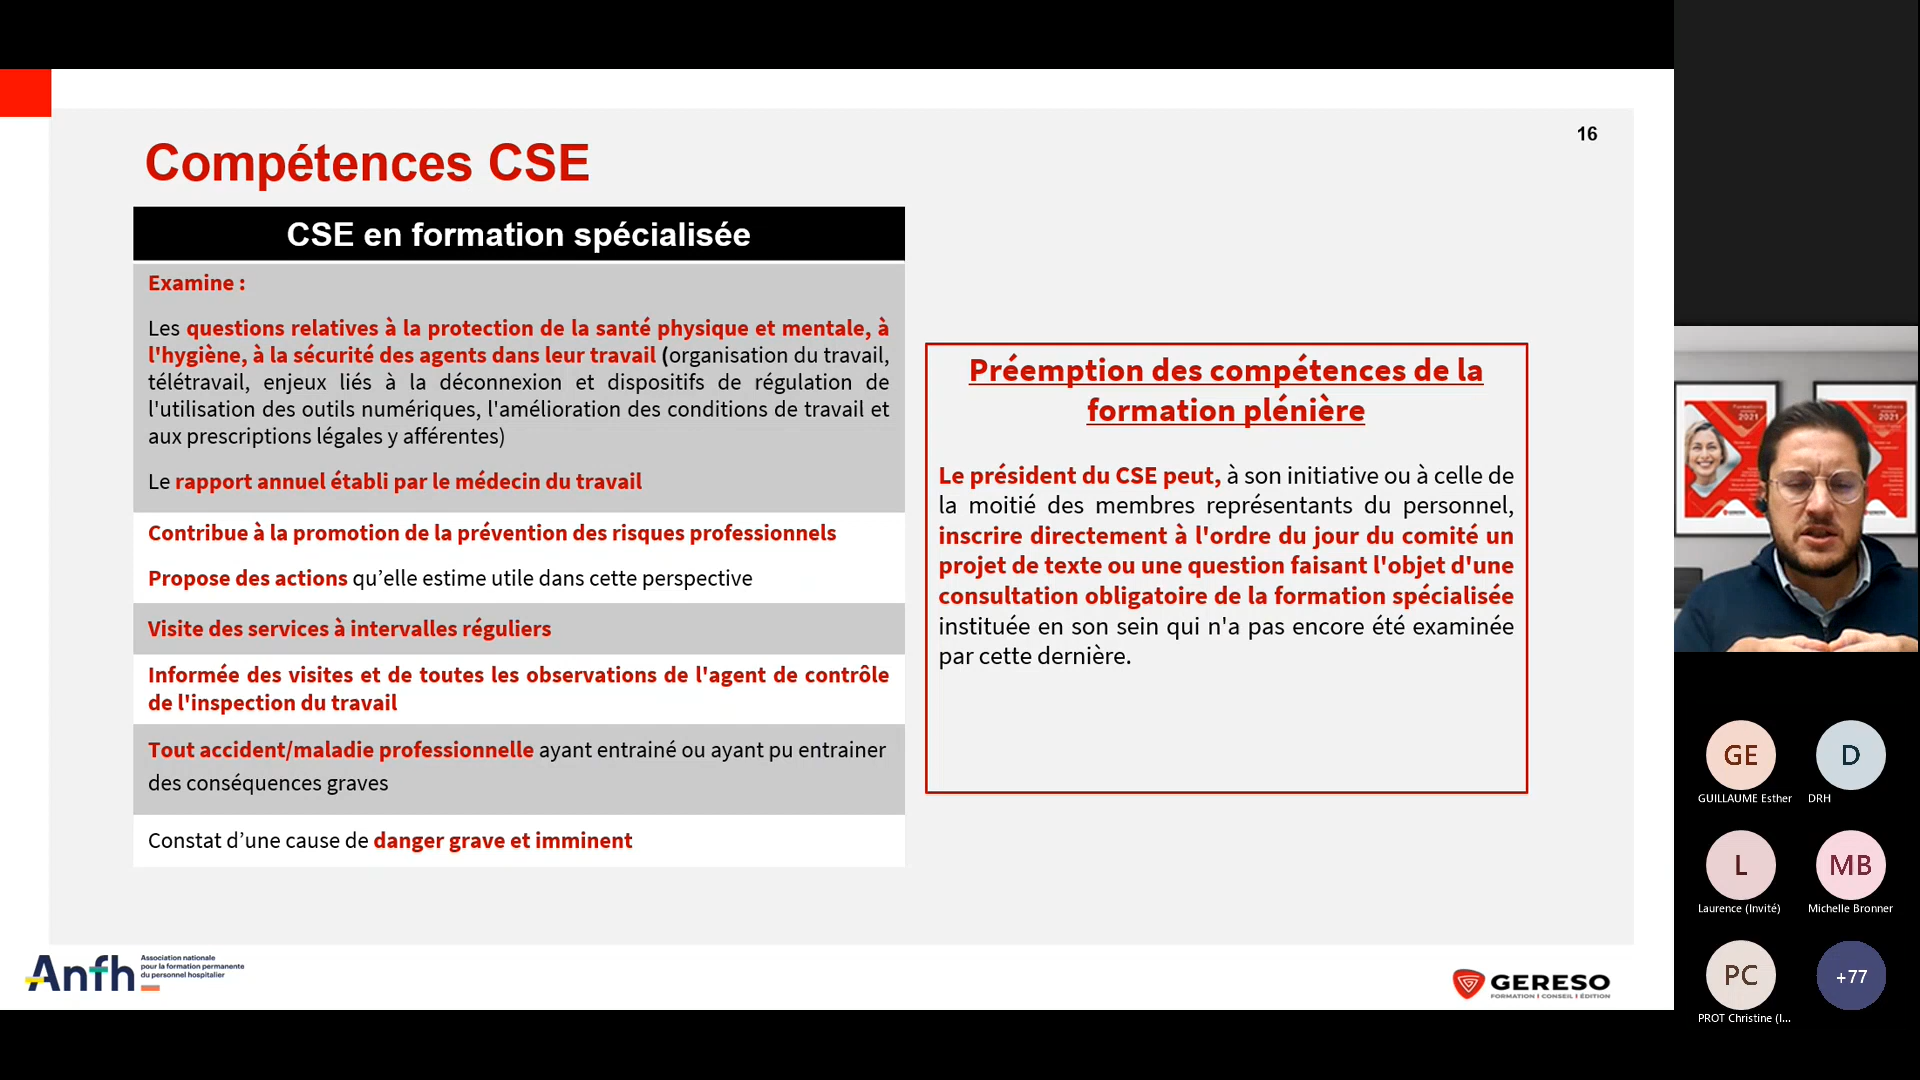 16
Compétences CSE
CSE en formation spécialisée
Examine :
Les questions relatives à la protection de la santé physique et mentale, à
l'hygiène, à la sécurité des agents dans leur travail (organisation du travail,
télétravail, enjeux liés à la déconnexion et dispositifs de régulation de
l'utilisation des outils numériques, l'amélioration des conditions de travail et
aux prescriptions légales y afférentes)
Le rapport annuel établi par le médecin du travail
Contribue à la promotion de la prévention des risques professionnels
Propose des actions qu’elle estime utile dans cette perspective
Visite des services à intervalles réguliers
Informée des visites et de toutes les observations de l'agent de contrôle
de l'inspection du travail
Tout accident/maladie professionnelle ayant entrainé ou ayant pu entrainer
des conséquences graves
Constat d’une cause de danger grave et imminent
Préemption des compétences de la
formation plénière
Le président du CSE peut, à son initiative ou à celle de
la moitié des membres représentants du personnel,
inscrire directement à l'ordre du jour du comité un
projet de texte ou une question faisant l'objet d'une
consultation obligatoire de la formation spécialisée
instituée en son sein qui n'a pas encore été examinée
par cette dernière.
Anfh
Association nationale
pour la formation permanente
du personnel hospitalier
GERESO
FORMATION | CONSEIL | ÉDITION
2021
2021
GE
GUILLAUME Esther
D
DRH
L
Laurence (Invité)
MB
Michelle Bronner
PC
PROT Christine (I...
+77